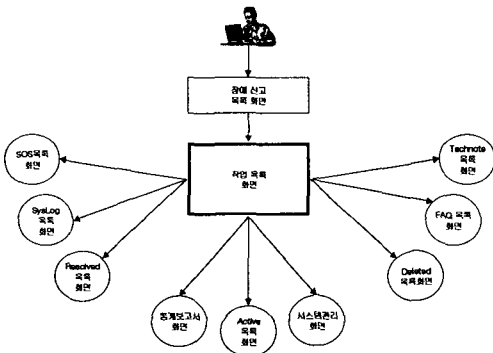 장애 신고
목록 화면
작업 목록
화면
SOS목록
화면
SysLog
목록
화면
Resolved
목록
화면
통계보고서
화면
Active
목록
화면
시스템관리
화면
Deleted
목록화면
FAQ 목록
화면
Technote
목록
화면